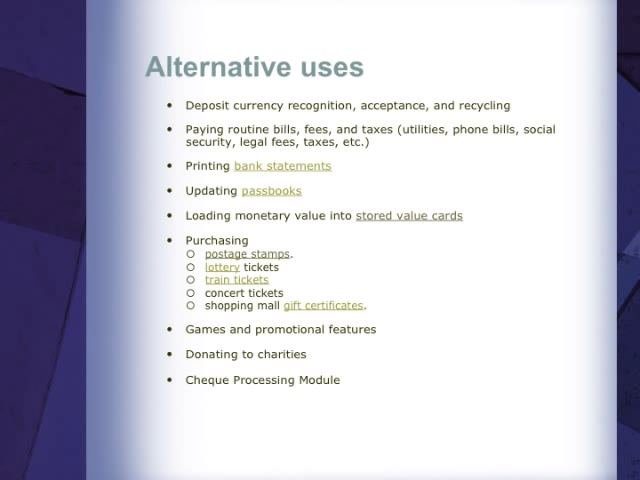 Alternative uses
• Deposit currency recognition, acceptance, and recycling
• Paying routine bills, fees, and taxes (utilities, phone bills, social
security, legal fees, taxes, etc.)
• Printing bank statements
• Updating passbooks
• Loading monetary value into stored value cards
• Purchasing
○ postage stamps.
○ lottery tickets
○ train tickets
○ concert tickets
○ shopping mall gift certificates.
• Games and promotional features
• Donating to charities
• Cheque Processing Module